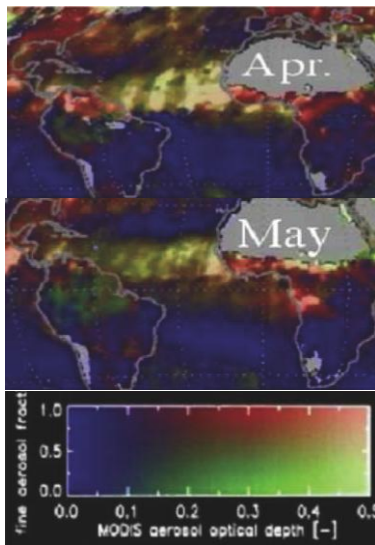 Apr.
May
fine aerosol fract
1.0
0.5
0.0
0.0 0.1 0.2 0.3 0.4 0.5
MODIS aerosol optical depth [-]